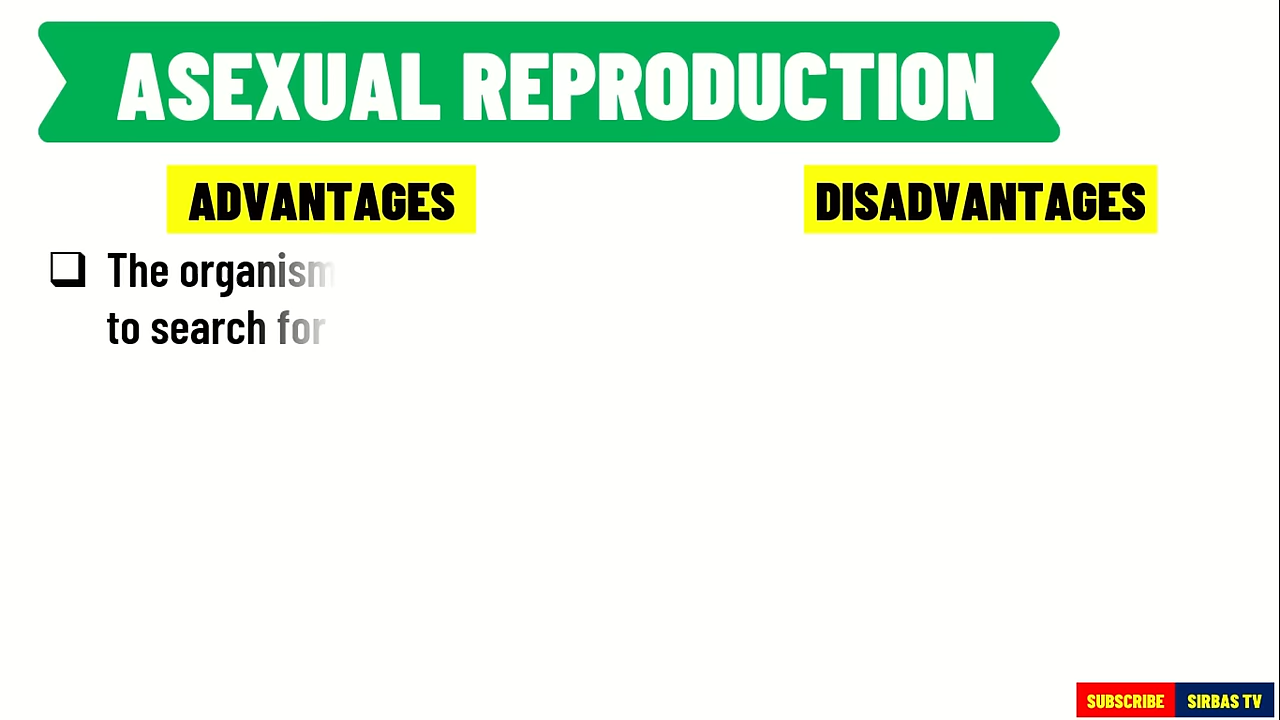 ASEXUAL REPRODUCTION
ADVANTAGES
DISADVANTAGES
❑ The organism
to search for
SUBSCRIBE SIRBAS TV